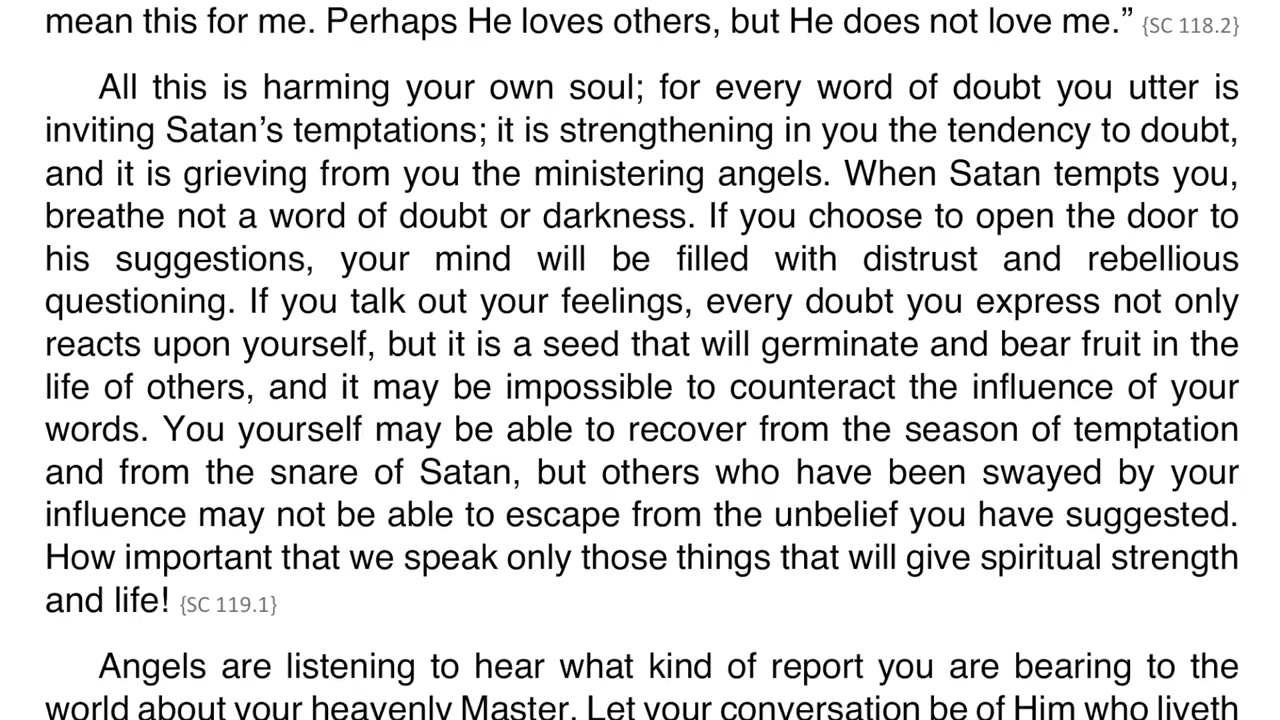 mean this for me. Perhaps He loves others, but He does not love me.” {SC 118.2}
All this is harming your own soul; for every word of doubt you utter is
inviting Satan’s temptations; it is strengthening in you the tendency to doubt,
and it is grieving from you the ministering angels. When Satan tempts you,
breathe not a word of doubt or darkness. If you choose to open the door to
his suggestions, your mind will be filled with distrust and rebellious
questioning. If you talk out your feelings, every doubt you express not only
reacts upon yourself, but it is a seed that will germinate and bear fruit in the
life of others, and it may be impossible to counteract the influence of your
words. You yourself may be able to recover from the season of temptation
and from the snare of Satan, but others who have been swayed by your
influence may not be able to escape from the unbelief you have suggested.
How important that we speak only those things that will give spiritual strength
and life! {SC 119.1}
Angels are listening to hear what kind of report you are bearing to the
world about your heavenly Master. Let your conversation be of Him who liveth